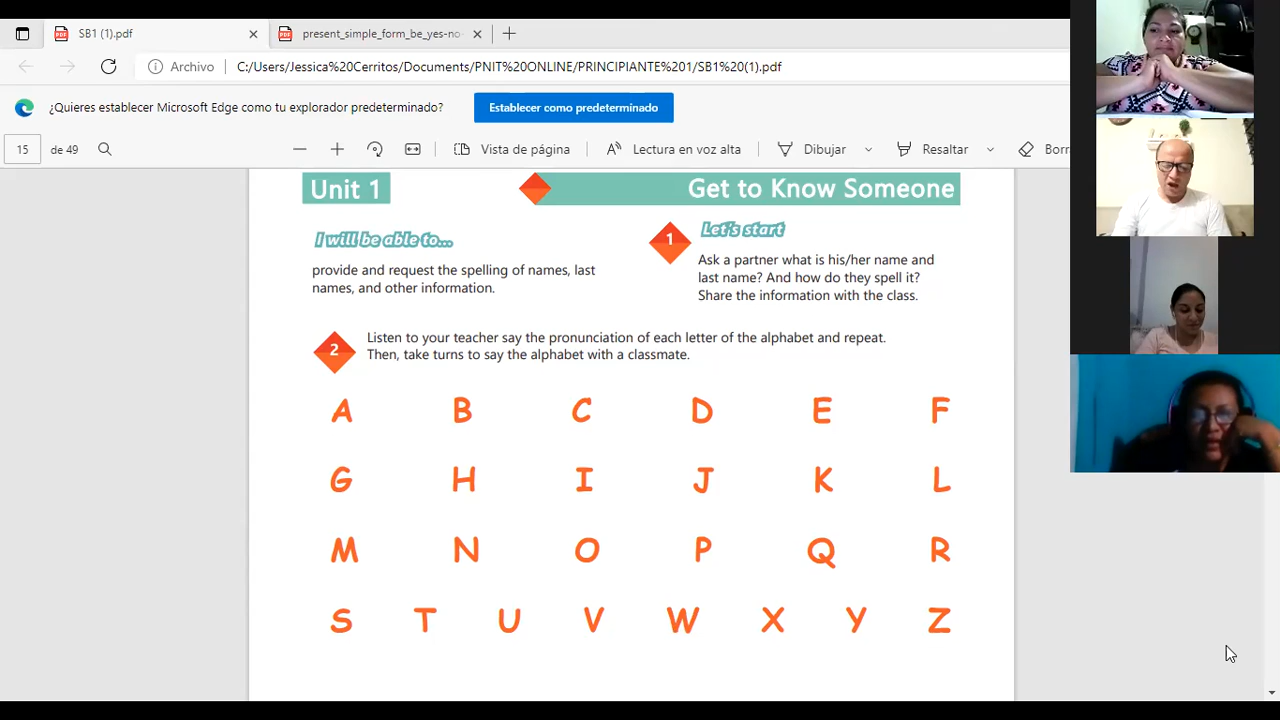 SB1 (1).pdf
present_simple_form_be_yes-no-
Archivo
C:/Users/Jessica%20Cerritos/Documents/PNIT%20ONLINE/PRINCIPIANTE%201/SB1%20(1).pdf
¿Quieres establecer Microsoft Edge como tu explorador predeterminado?
Establecer como predeterminado
15 de 49
Vista de página
Lectura en voz alta
Dibujar
Resaltar
Borr
Unit 1
Get to Know Someone
I will be able to...
provide and request the spelling of names, last
names, and other information.
1
Let's start
Ask a partner what is his/her name and
last name? And how do they spell it?
Share the information with the class.
2
Listen to your teacher say the pronunciation of each letter of the alphabet and repeat.
Then, take turns to say the alphabet with a classmate.
A B C D E F
G H I J K L
M N O P Q R
S T U V W X Y Z